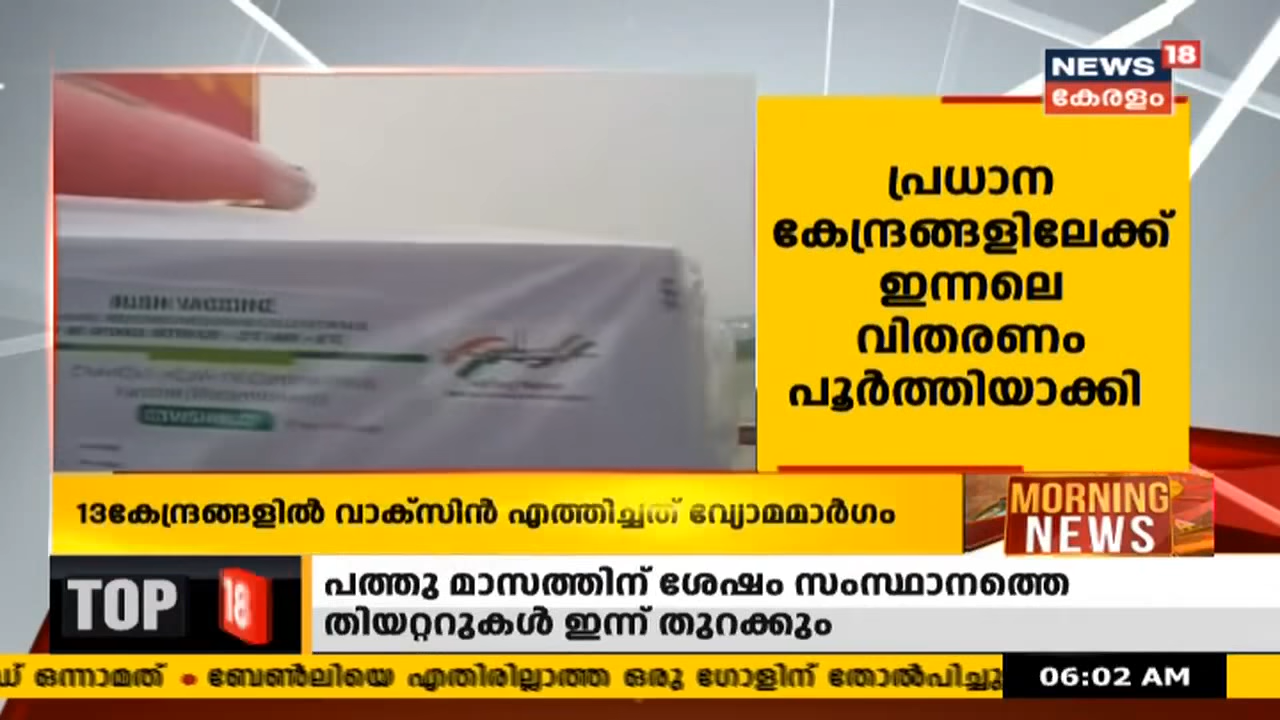 NEWS 18
കേരളം
പ്രധാന
കേന്ദ്രങ്ങളിലേക്ക്
ഇന്നലെ
വിതരണം
പൂർത്തിയാക്കി
COVISHIELD
13കേന്ദ്രങ്ങളിൽ വാക്സിൻ എത്തിച്ചത് വ്യോമമാർഗം
MORNING
NEWS
TOP 18
പത്തു മാസത്തിന് ശേഷം സംസ്ഥാനത്തെ
തിയറ്ററുകൾ ഇന്ന് തുറക്കും
ഒന്നാമത് • ബേൺലിയെ എതിരില്ലാത്ത ഒരു ഗോളിന് തോൽപിച്ചു
06:02 AM